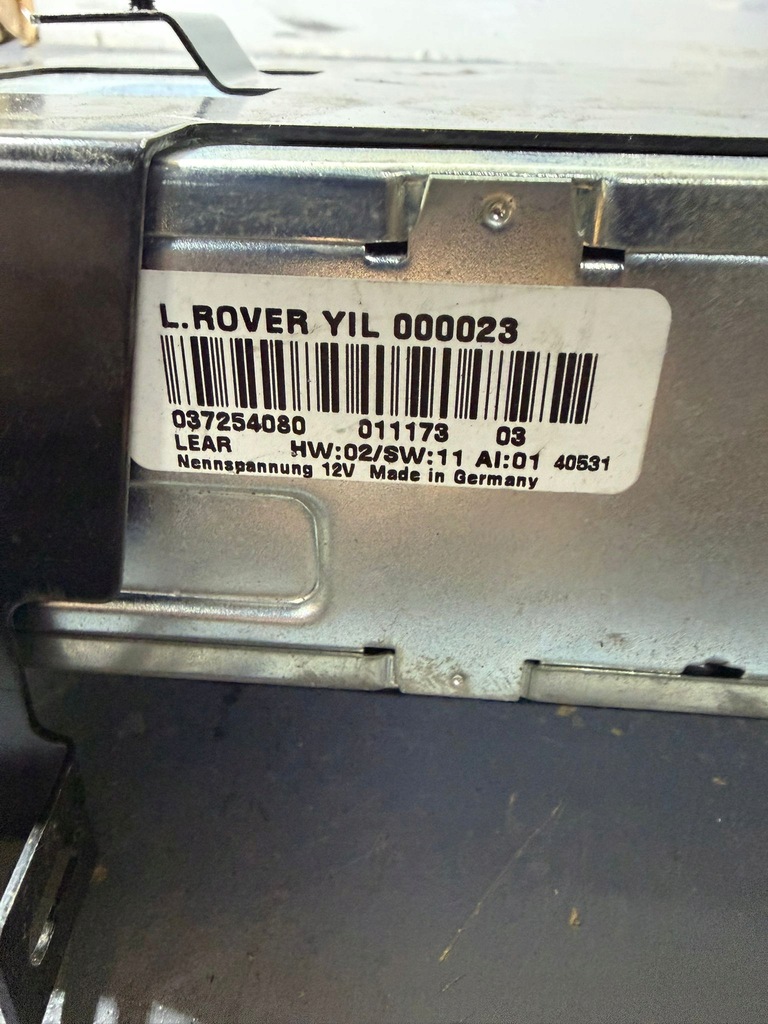 L.ROVER YIL 000023
037254080 011173 03
LEAR HW:02/SW:11 AI:01 40531
Nennspannung 12V Made in Germany